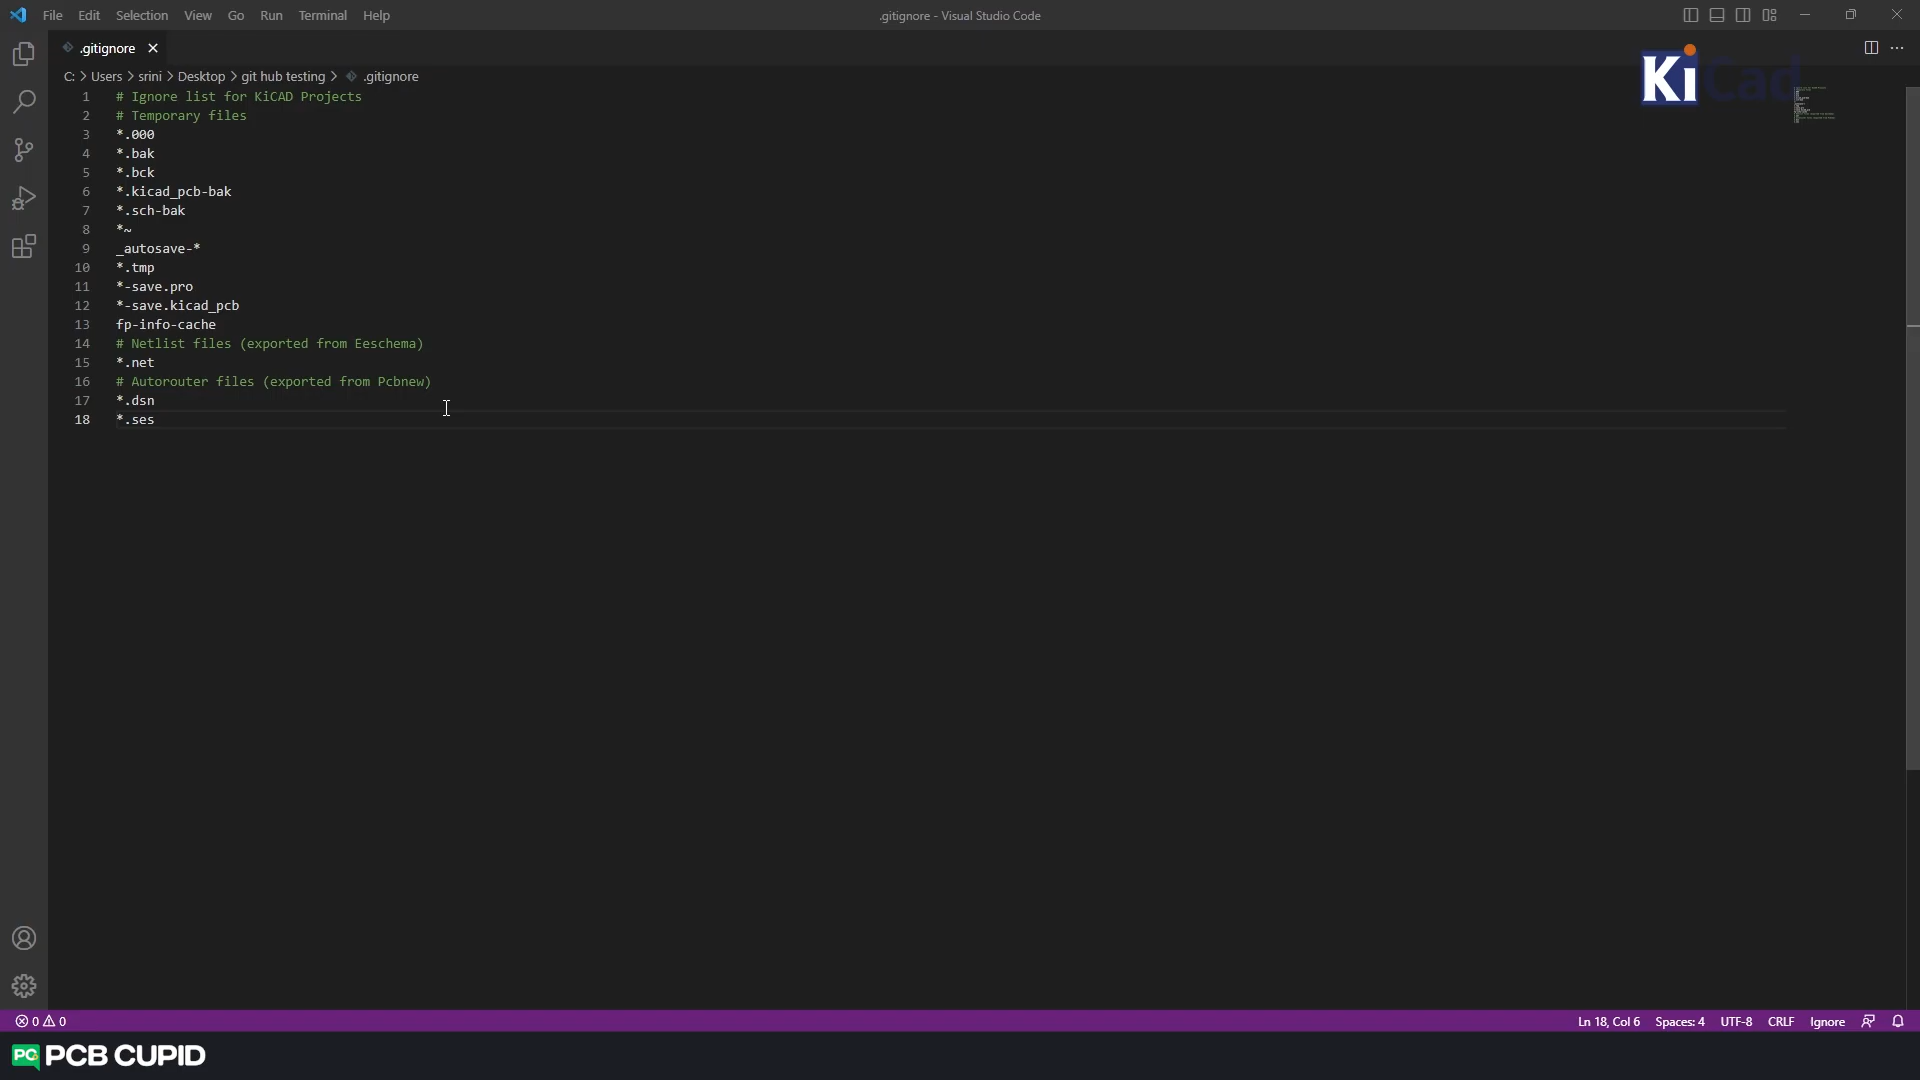 File Edit Selection View Go Run Terminal Help
.gitignore - Visual Studio Code
.gitignore
KiCad
C: > Users > srini > Desktop > git hub testing > .gitignore
1 # Ignore list for KiCAD Projects
2 # Temporary files
3 *.000
4 *.bak
5 *.bck
6 *.kicad_pcb-bak
7 *.sch-bak
8 *~
9 _autosave-*
10 *.tmp
11 *-save.pro
12 *-save.kicad_pcb
13 fp-info-cache
14 # Netlist files (exported from Eeschema)
15 *.net
16 # Autorouter files (exported from Pcbnew)
17 *.dsn
18 *.ses
0 0
Ln 18, Col 6 Spaces: 4 UTF-8 CRLF Ignore
PC PCB CUPID